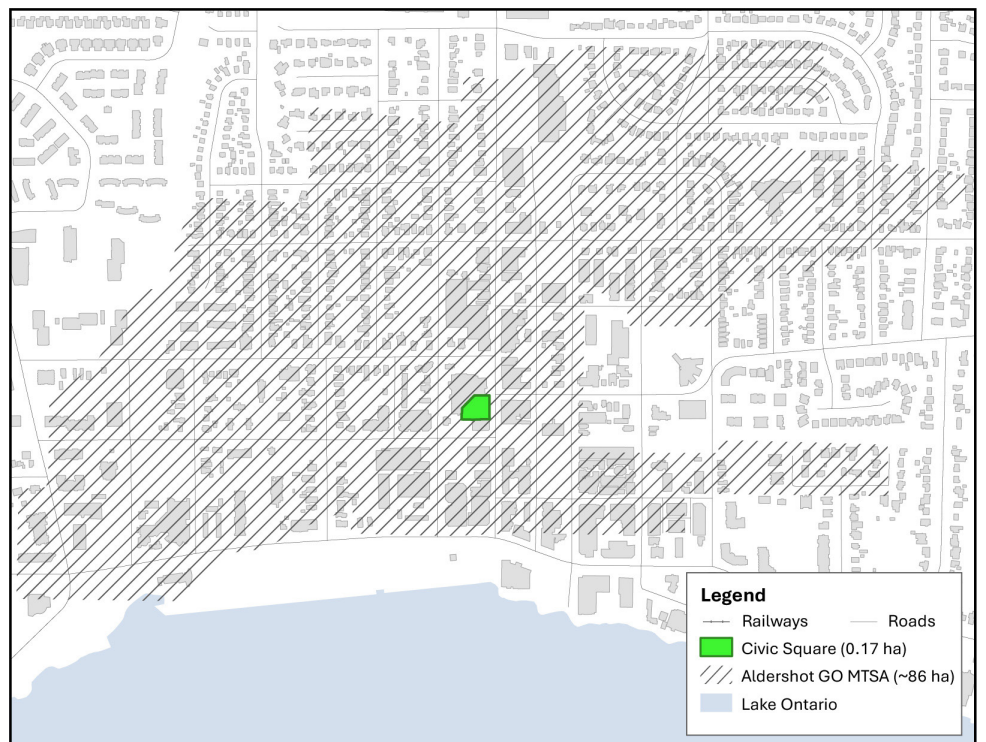 Legend
Railways
Roads
Civic Square (0.17 ha)
Aldershot GO MTSA (~86 ha)
Lake Ontario